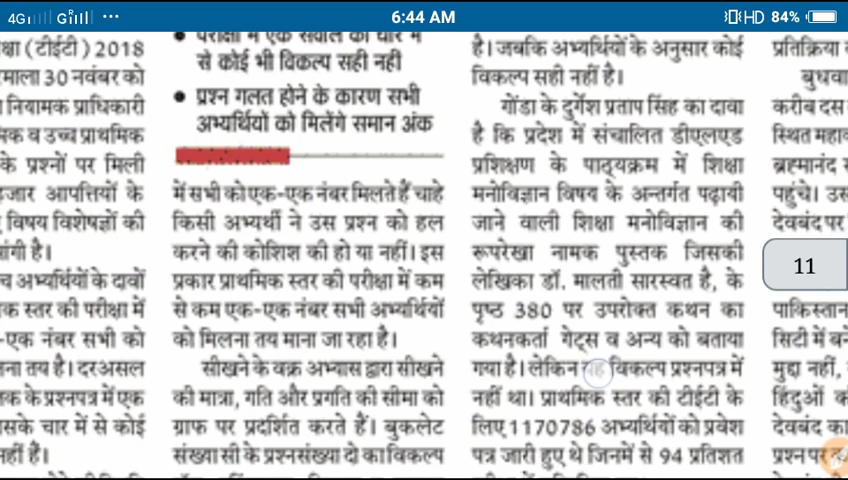 4G
6:44 AM
HD 84%
क्षा (टीईटी) 2018
माला 30 नवंबर को
नियामक प्राधिकारी
व उच्च प्राथमिक
के प्रश्नों पर मिली
हजार आपत्तियों के
विषय विशेषज्ञों की
मांगी है।
अभ्यर्थियों के दावों
स्तर की परीक्षा में
-एक नंबर सभी को
तय है। दरअसल
के प्रश्नपत्र में एक
उसके चार में से कोई
नहीं है।
• परीक्षा में एक सवाल का चार में
से कोई भी विकल्प सही नही
• प्रश्न गलत होने के कारण सभी
अभ्यर्थियों को मिलेंगे समान अंक
में सभी को एक-एक नंबर मिलते हैं चाहे
किसी अभ्यर्थी ने उस प्रश्न को हल
करने की कोशिश की हो या नहीं। इस
प्रकार प्राथमिक स्तर की परीक्षा में कम
से कम एक-एक नंबर सभी अभ्यर्थियों
को मिलना तय माना जा रहा है।
सीखने के वक्र अभ्यास द्वारा सीखने
की मात्रा, गति और प्रगति की सीमा को
ग्राफ पर प्रदर्शित करते हैं। बुकलेट
संख्या सी के प्रश्नसंख्या दो का विकल्प
है। जबकि अभ्यर्थियों के अनुसार कोई
विकल्प सही नहीं है।
गोंडा के दुर्गेश प्रताप सिंह का दावा
है कि प्रदेश में संचालित डीएलएड
प्रशिक्षण के पाठ्यक्रम में शिक्षा
मनोविज्ञान विषय के अन्तर्गत पढ़ायी
जाने वाली शिक्षा मनोविज्ञान की
रूपरेखा नामक पुस्तक जिसकी
लेखिका डॉ. मालती सारस्वत है, के
पृष्ठ 380 पर उपरोक्त कथन का
कथनकर्ता गेट्स व अन्य को बताया
गया है। लेकिन यह विकल्प प्रश्नपत्र में
नहीं था। प्राथमिक स्तर की टीईटी के
लिए 1170786 अभ्यर्थियों को प्रवेश
पत्र जारी हुए थे जिनमें से 94 प्रतिशत
प्रतिक्रिया
बुधवा
करीब दस
स्थित महा
ब्रह्मानंद
पहुंचे। उस
देवबंद पर
11
पाकिस्तान
सिटी में बन
मुद्दा नहीं,
हिंदुओं क
देवबंद का
प्रश्न पर